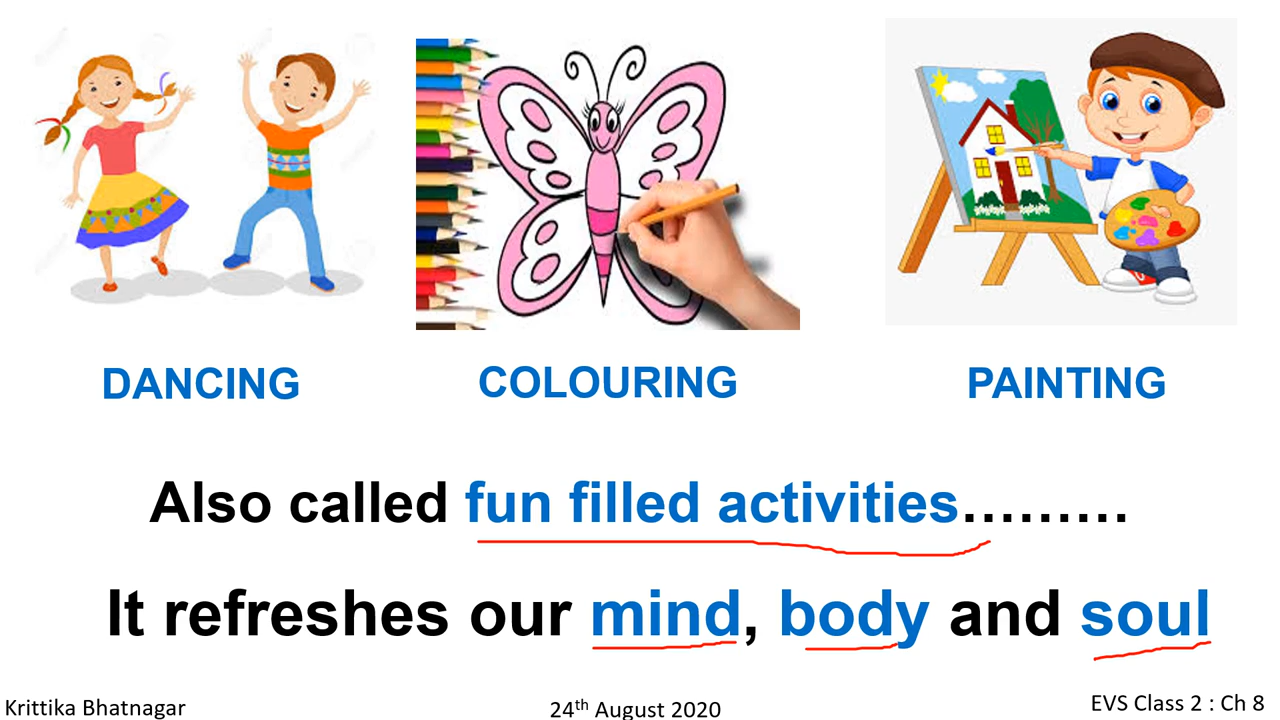 DANCING
COLOURING
PAINTING
Also called fun filled activities.........
It refreshes our mind, body and soul
Krittika Bhatnagar
24th August 2020
EVS Class 2 : Ch 8